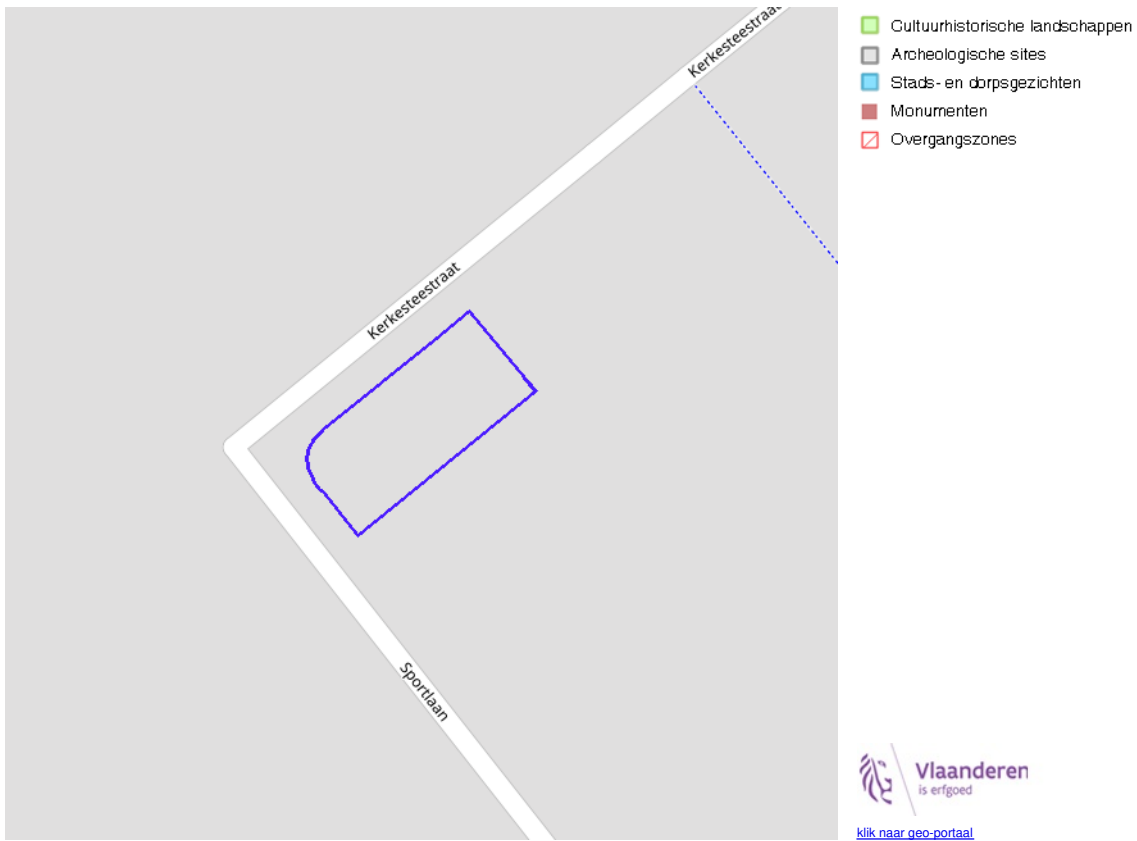 Kerkesteestraat
Kerkesteestraat
Sportlaan
Cultuurhistorische landschappen
Archeologische sites
Stads- en dorpsgezichten
Monumenten
Overgangszones
Vlaanderen
is erfgoed
klik naar geo-portaal